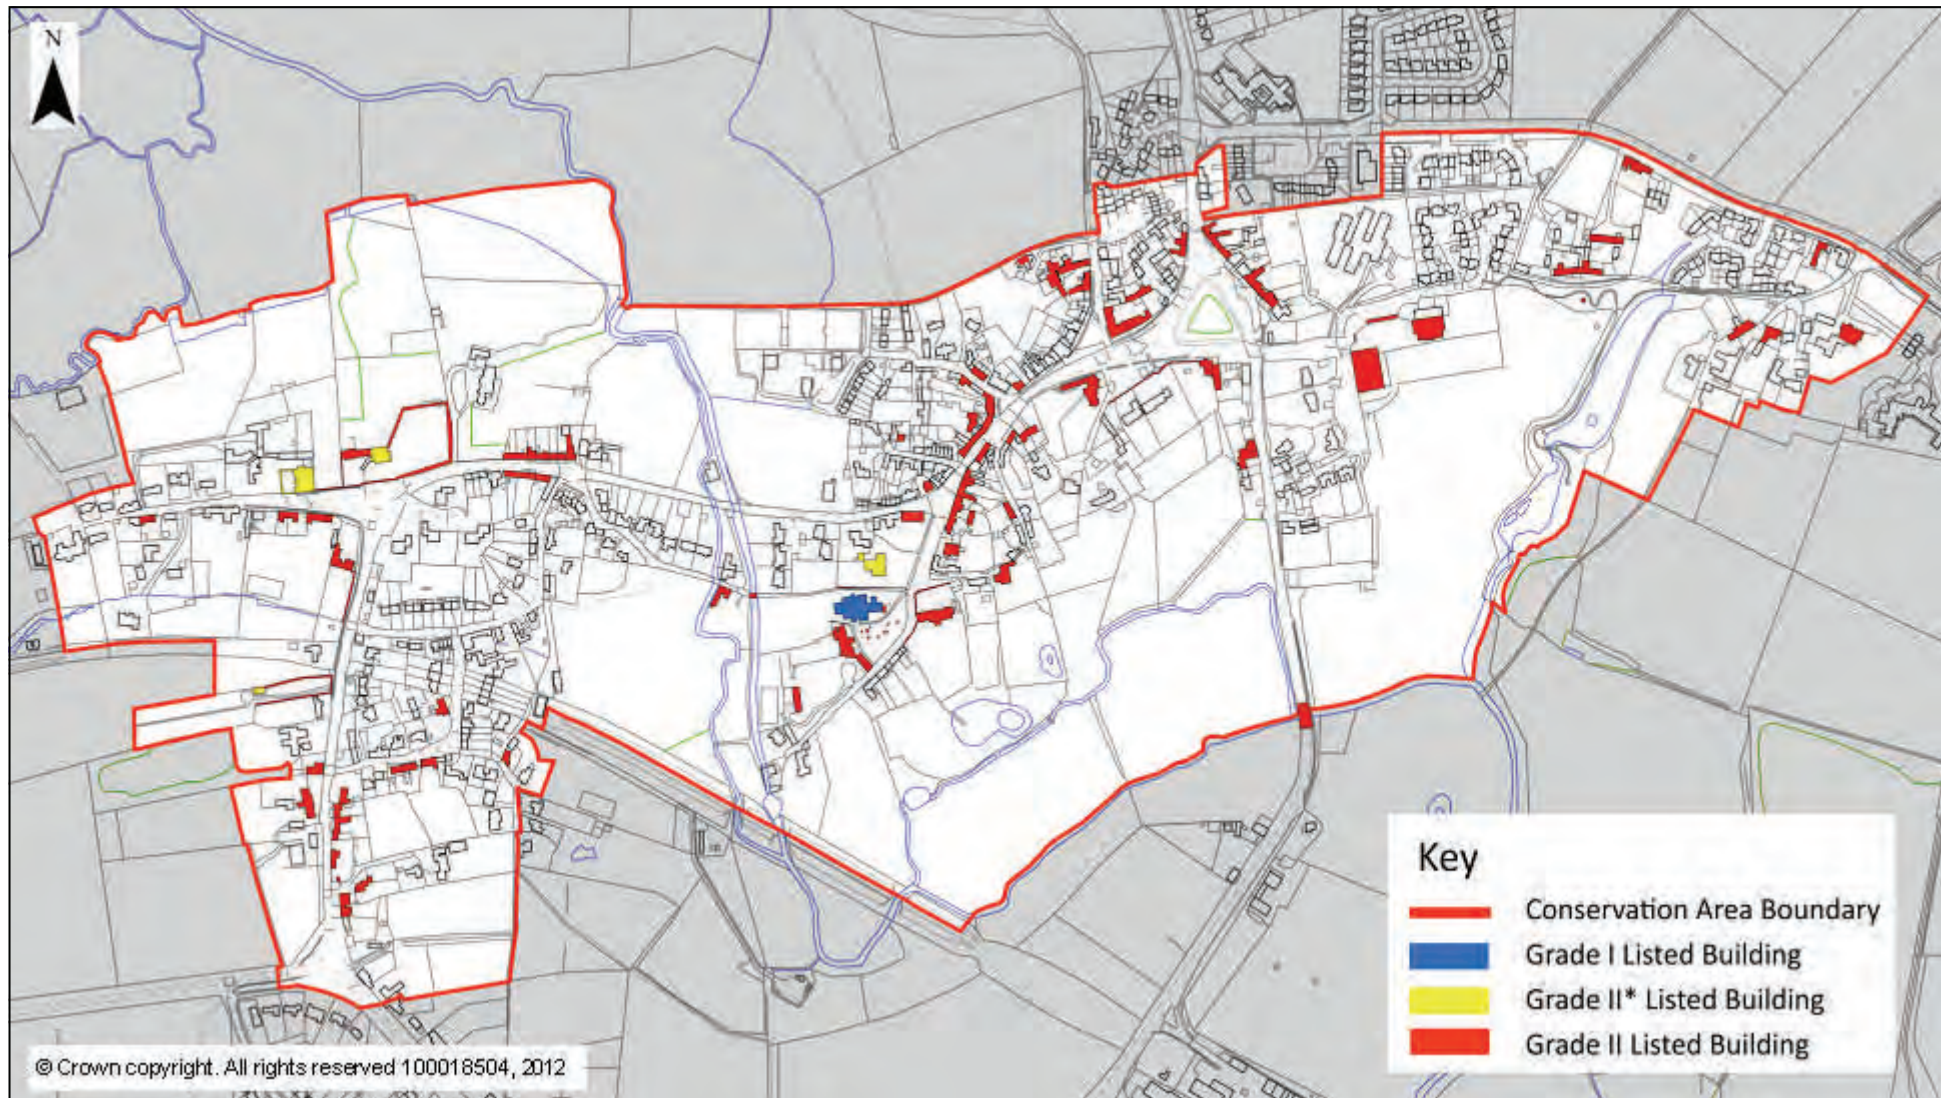 N
Key
Conservation Area Boundary
Grade I Listed Building
Grade II* Listed Building
Grade II Listed Building
© Crown copyright. All rights reserved 100018504, 2012